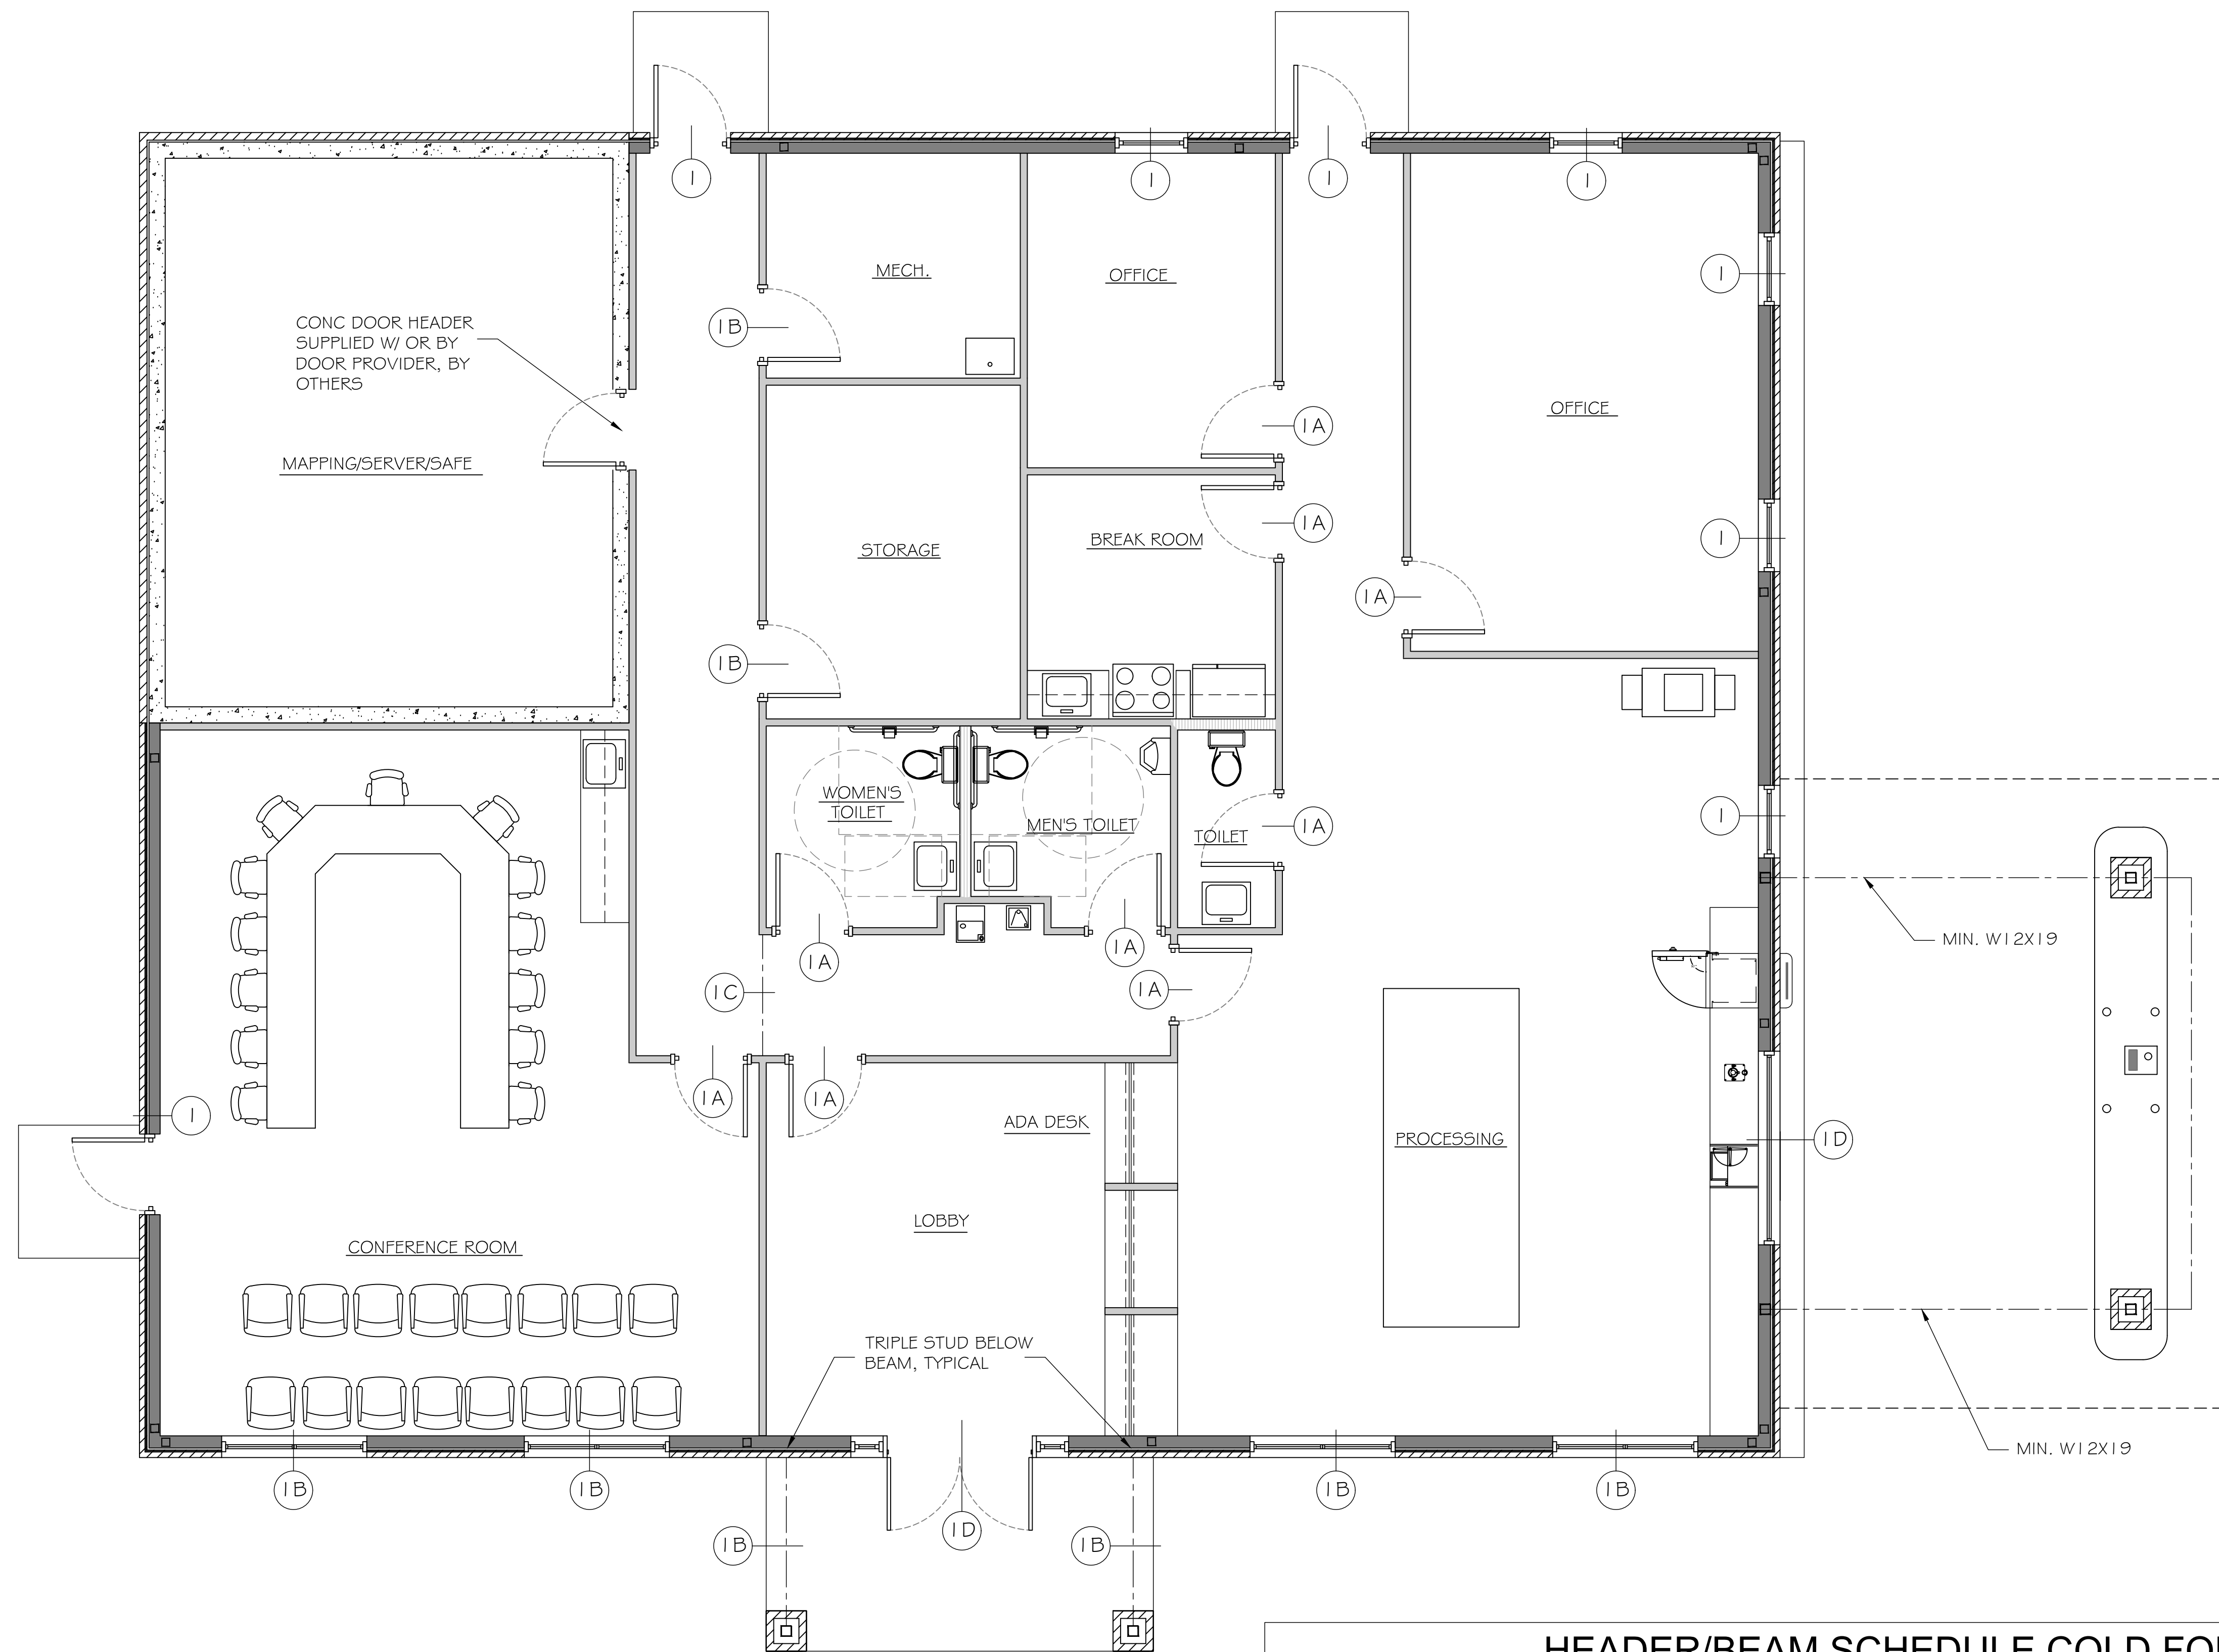 1
1
1
1
MECH.
OFFICE
1
CONC DOOR HEADER
SUPPLIED W/ OR BY
DOOR PROVIDER, BY
OTHERS
1B
OFFICE
1A
MAPPING/SERVER/SAFE
1A
BREAK ROOM
1
STORAGE
1A
1B
WOMEN'S
TOILET
MEN'S TOILET
TOILET
1A
1
MIN. W12X19
1A
1A
1C
1A
1A
1A
1
ADA DESK
PROCESSING
1D
LOBBY
CONFERENCE ROOM
TRIPLE STUD BELOW
BEAM, TYPICAL
MIN. W12X19
1B
1B
1B
1B
1D
1B
1B